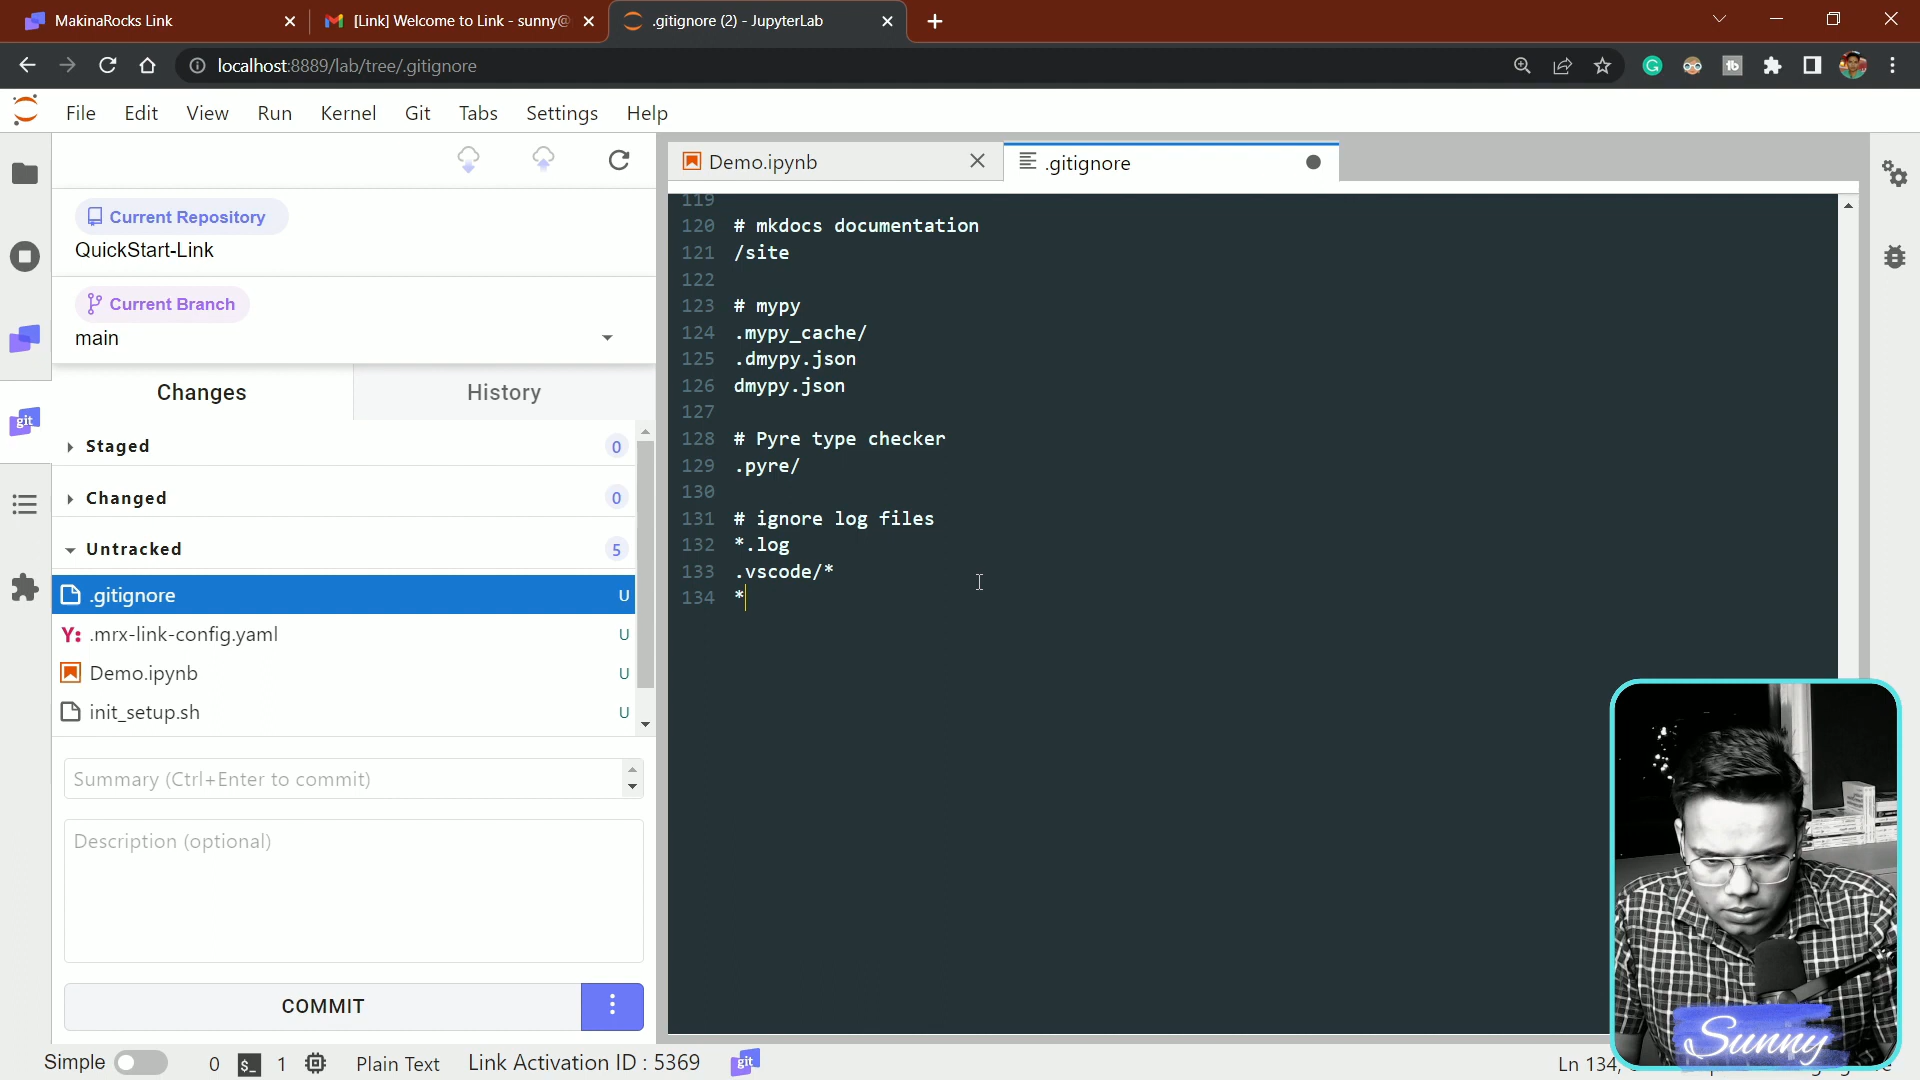 MakinaRocks Link
[Link] Welcome to Link - sunny@
.gitignore (2) - JupyterLab
localhost:8889/lab/tree/.gitignore
File Edit View Run Kernel Git Tabs Settings Help
Current Repository
QuickStart-Link
Current Branch
main
Changes
History
Staged 0
Changed 0
Untracked 5
git
.gitignore U
.mrx-link-config.yaml U
Demo.ipynb U
init_setup.sh U
Summary (Ctrl+Enter to commit)
Description (optional)
COMMIT
Demo.ipynb
.gitignore
119
120 # mkdocs documentation
121 /site
122
123 # mypy
124 .mypy_cache/
125 .dmypy.json
126 dmypy.json
127
128 # Pyre type checker
129 .pyre/
130
131 # ignore log files
132 *.log
133 .vscode/*
134 *
Sunny
Simple 0 $_ 1 Plain Text Link Activation ID : 5369 git
Ln 134,